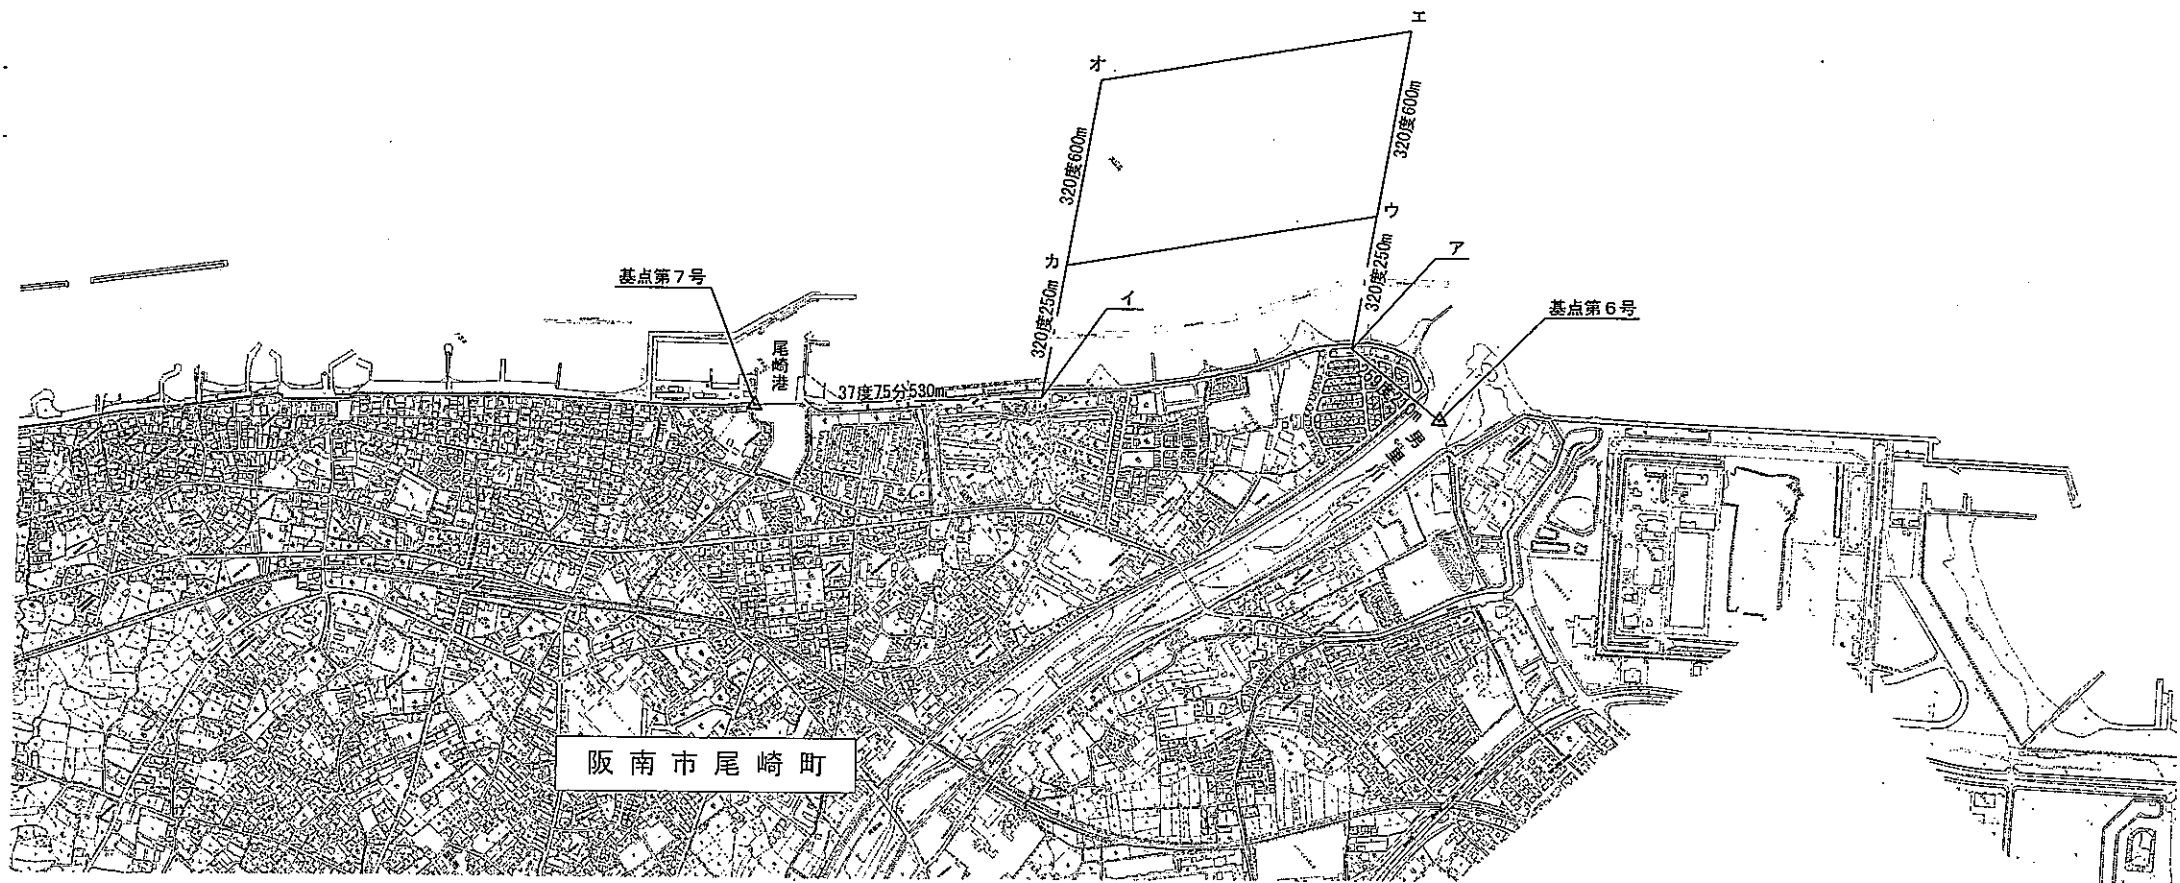 エ
オ
320度600m
320度600m
ウ
ア
カ
基点第7号
320度250m
イ
320度250m
基点第6号
尾崎港
37度75分530m
男里川
阪南市尾崎町